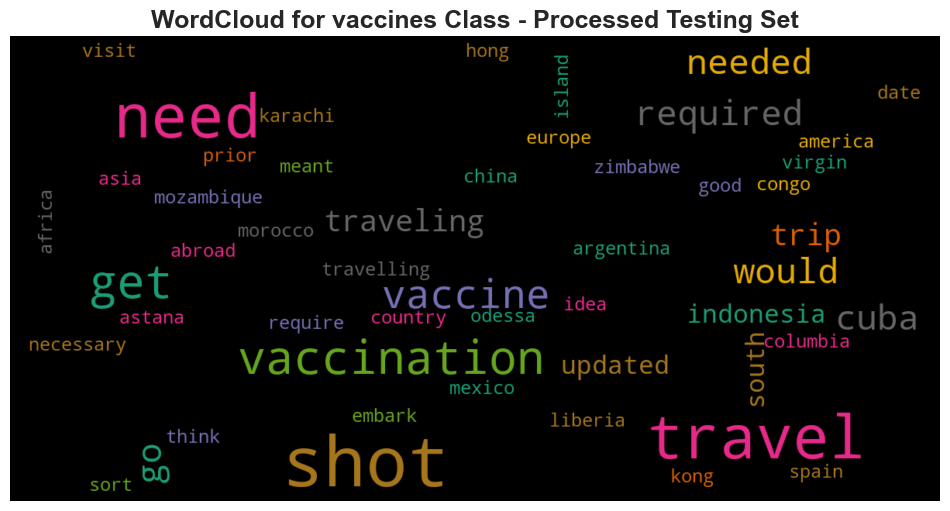 WordCloud for vaccines Class - Processed Testing Set
visit
hong
island
needed
date
need
karachi
required
europe
america
prior
meant
zimbabwe
virgin
asia
china
good
congo
mozambique
africa
morocco
traveling
abroad
argentina
trip
travelling
would
get
vaccine
idea
indonesia
cuba
astana
require
country
odessa
columbia
necessary
vaccination
updated
south
mexico
embark
liberia
travel
think
shot
go
kong
spain
sort